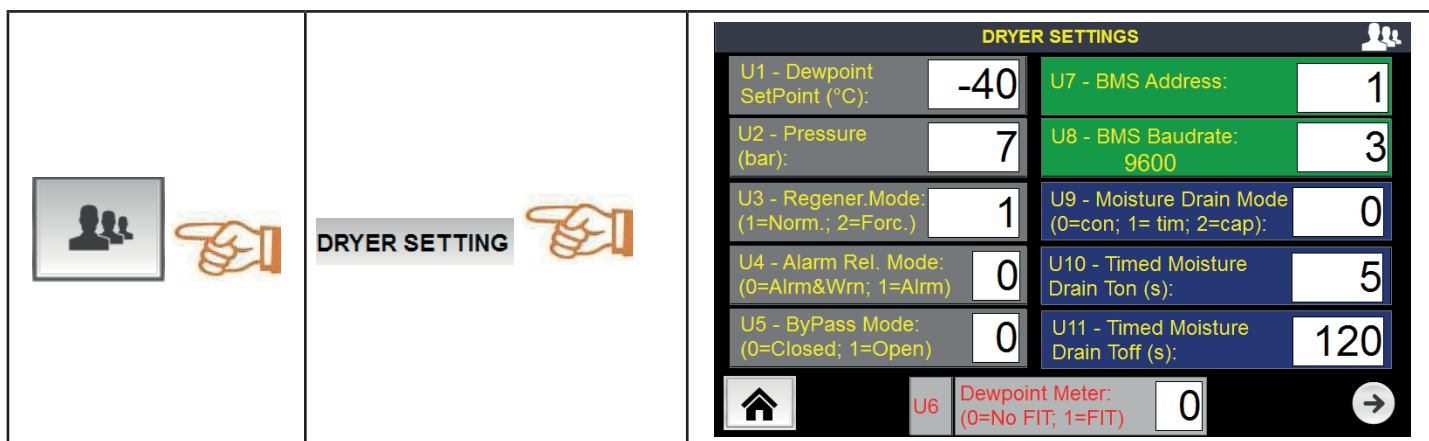 DRYER SETTING
DRYER SETTINGS
U1 - Dewpoint
SetPoint (°C):
-40
U2 - Pressure
(bar):
7
U3 - Regener.Mode:
(1=Norm.; 2=Forc.)
1
U4 - Alarm Rel. Mode:
(0=Alrm&Wrn; 1=Alrm)
0
U5 - ByPass Mode:
(0=Closed; 1=Open)
0
U7 - BMS Address:
1
U8 - BMS Baudrate:
9600
3
U9 - Moisture Drain Mode
(0=con; 1= tim; 2=cap):
0
U10 - Timed Moisture
Drain Ton (s):
5
U11 - Timed Moisture
Drain Toff (s):
120
U6
Dewpoint Meter:
(0=No FIT; 1=FIT)
0